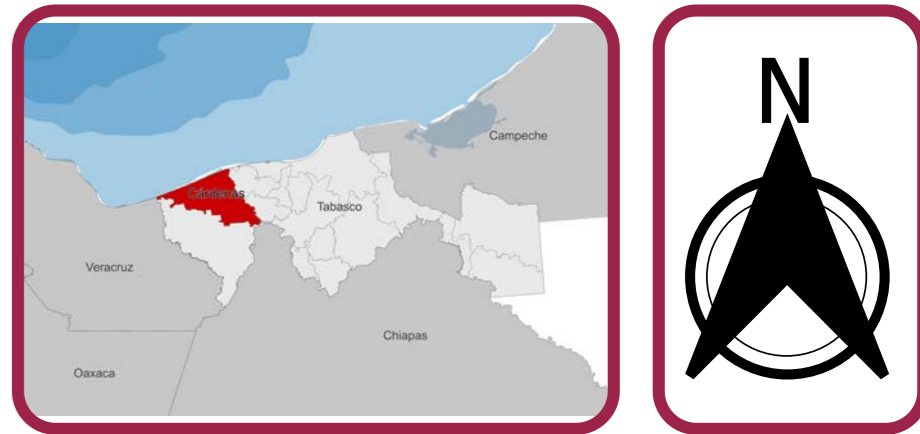 N
Campeche
Cárdenas
Tabasco
Veracruz
Chiapas
Oaxaca